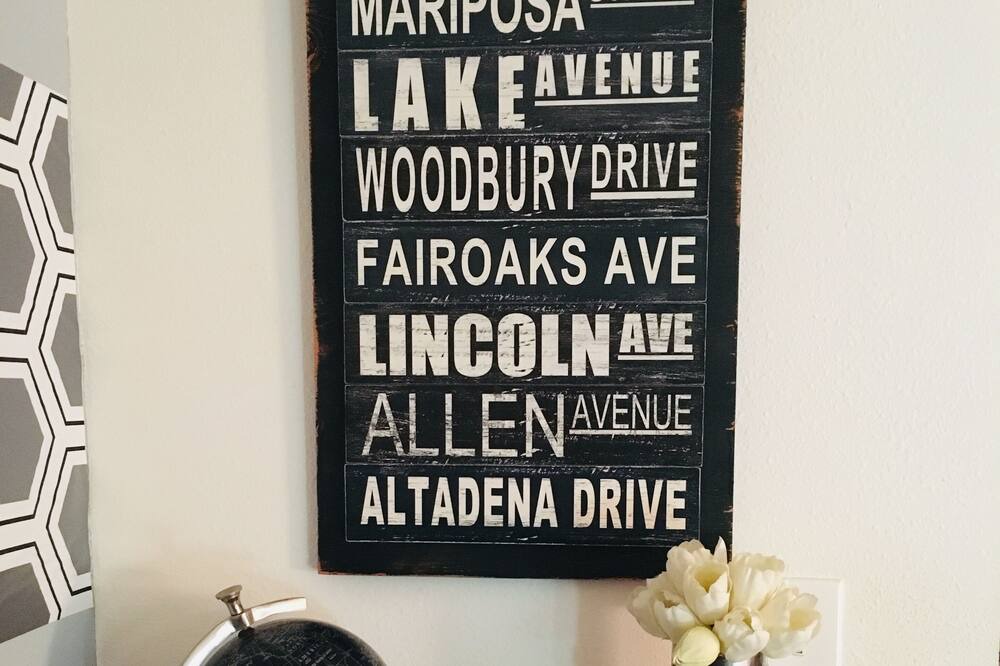 MARIPOSA
LAKE AVENUE
WOODBURY DRIVE
FAIROAKS AVE
LINCOLN AVE
ALLEN AVENUE
ALTADENA DRIVE